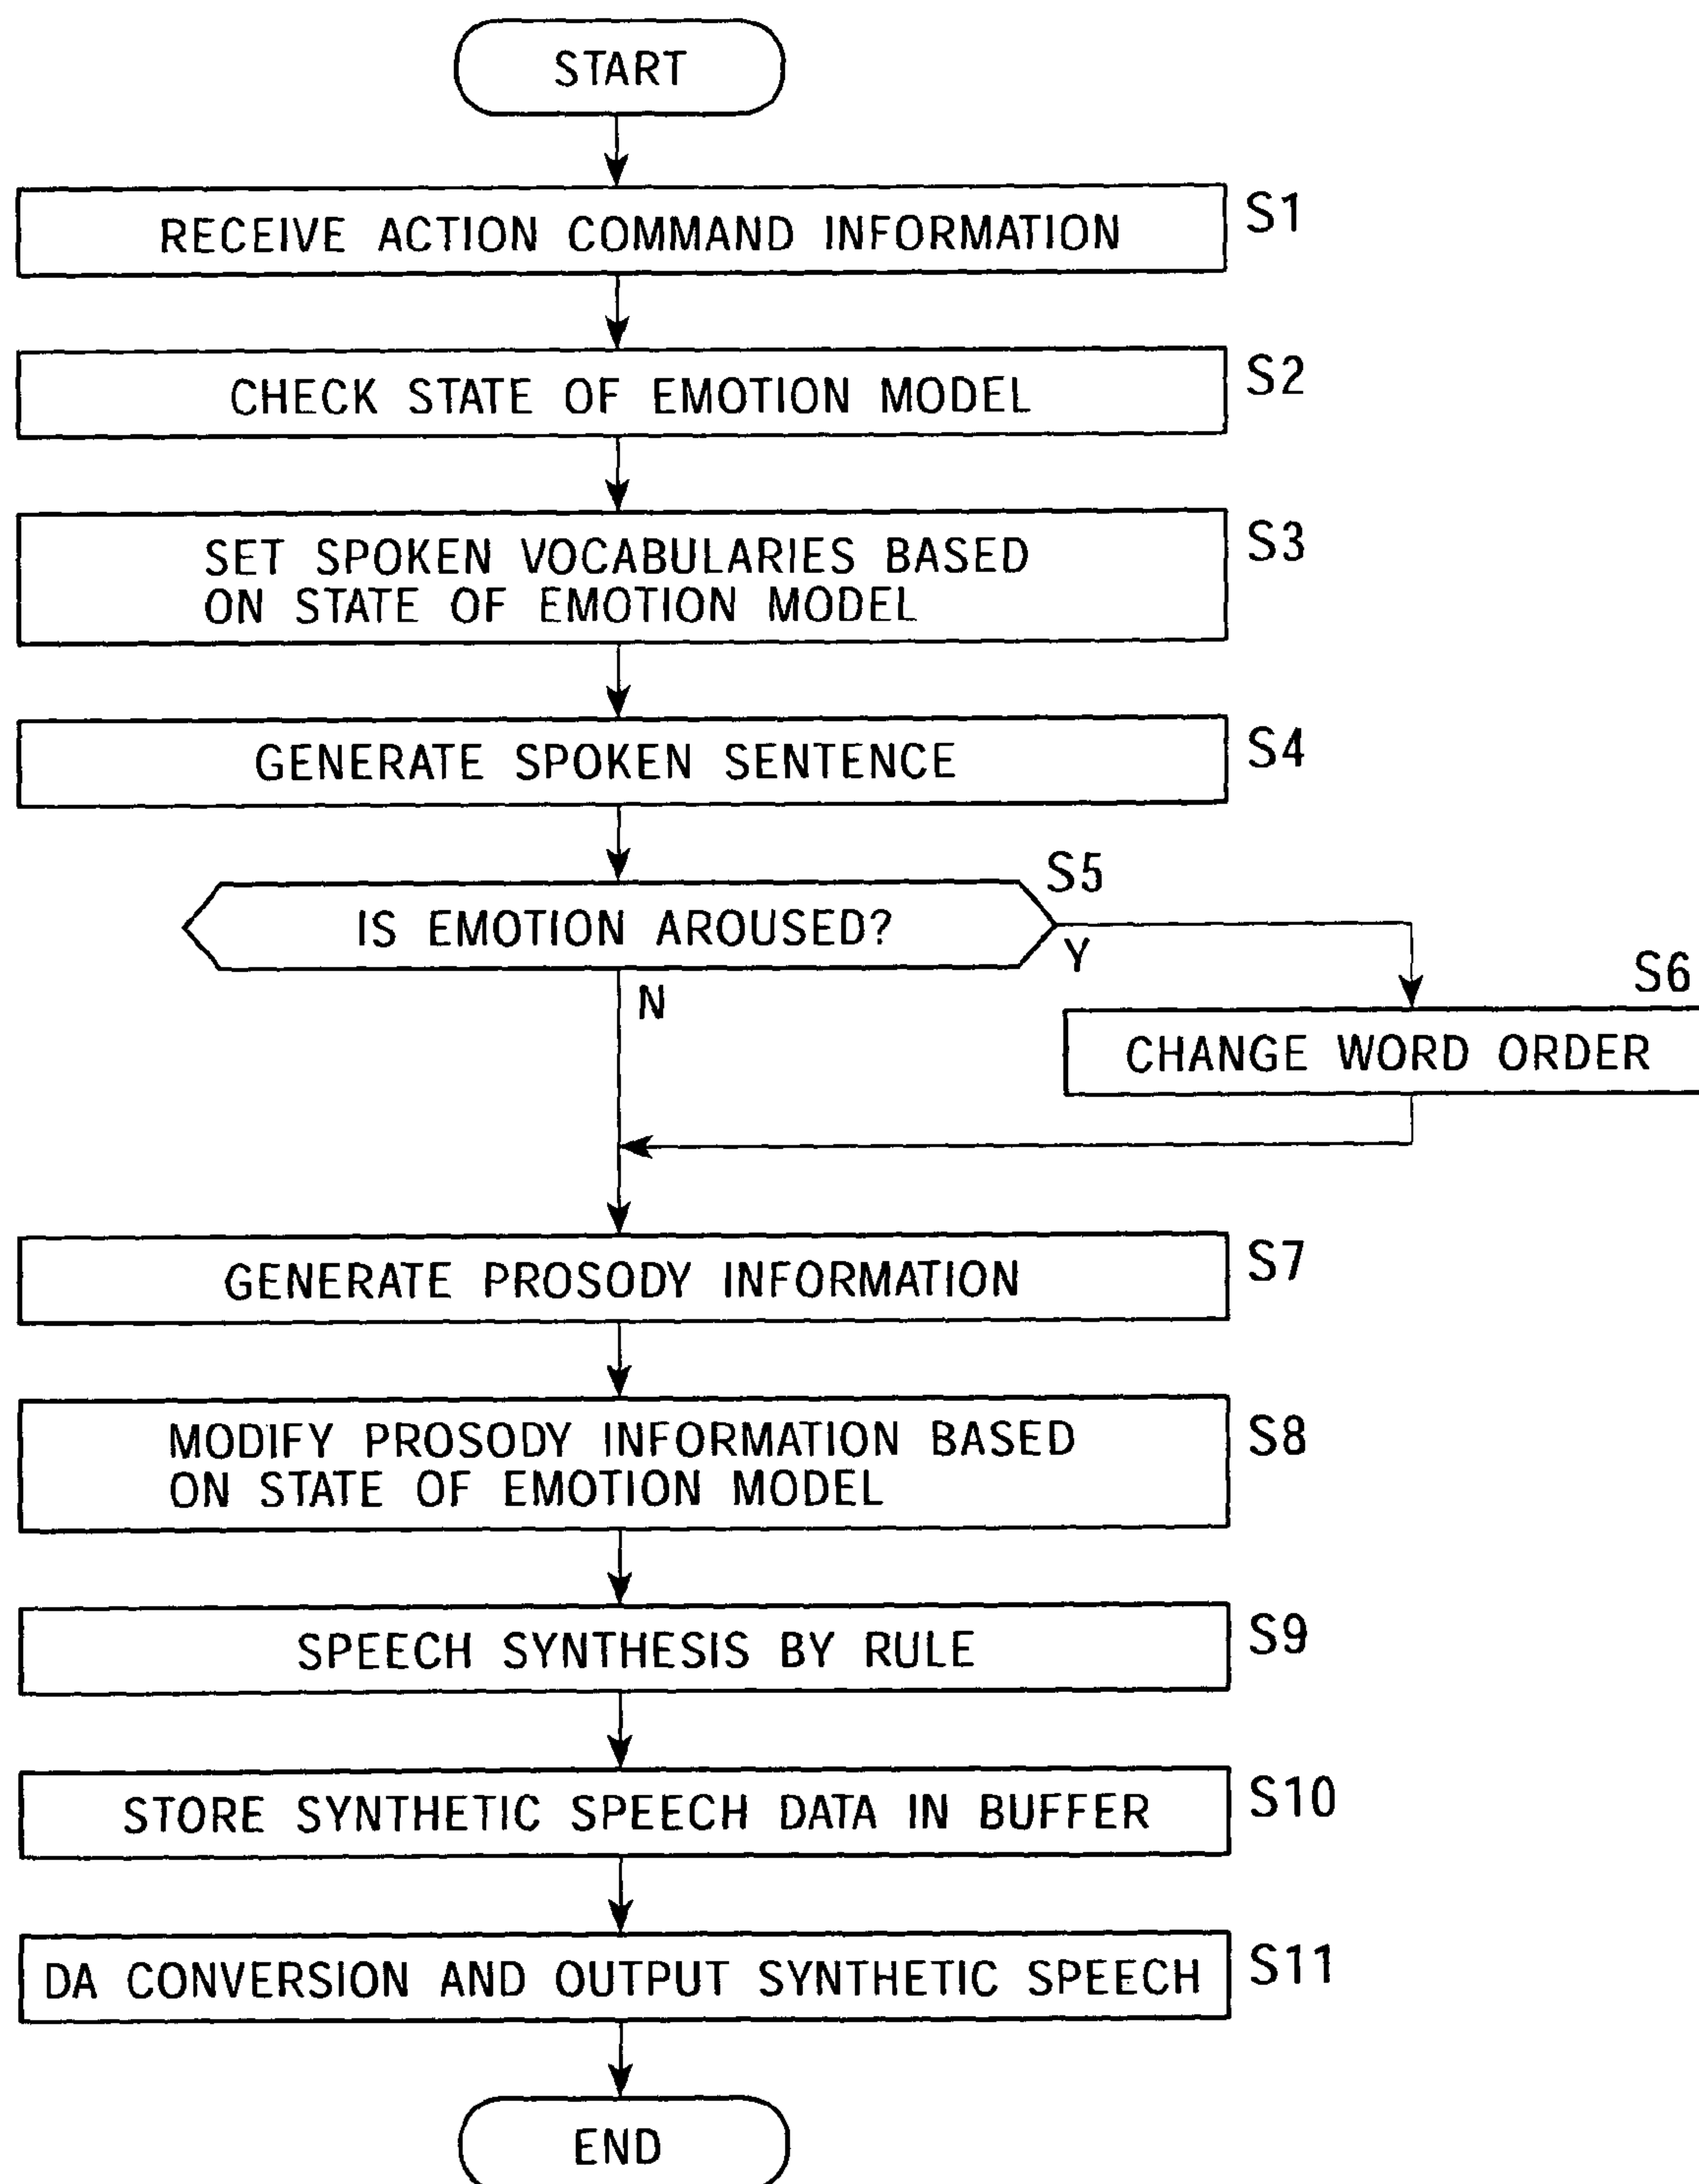 START
RECEIVE ACTION COMMAND INFORMATION
S1
CHECK STATE OF EMOTION MODEL
S2
SET SPOKEN VOCABULARIES BASED
ON STATE OF EMOTION MODEL
S3
GENERATE SPOKEN SENTENCE
S4
IS EMOTION AROUSED?
S5
Y
N
S6
CHANGE WORD ORDER
GENERATE PROSODY INFORMATION
S7
MODIFY PROSODY INFORMATION BASED
ON STATE OF EMOTION MODEL
S8
SPEECH SYNTHESIS BY RULE
S9
STORE SYNTHETIC SPEECH DATA IN BUFFER
S10
DA CONVERSION AND OUTPUT SYNTHETIC SPEECH
S11
END